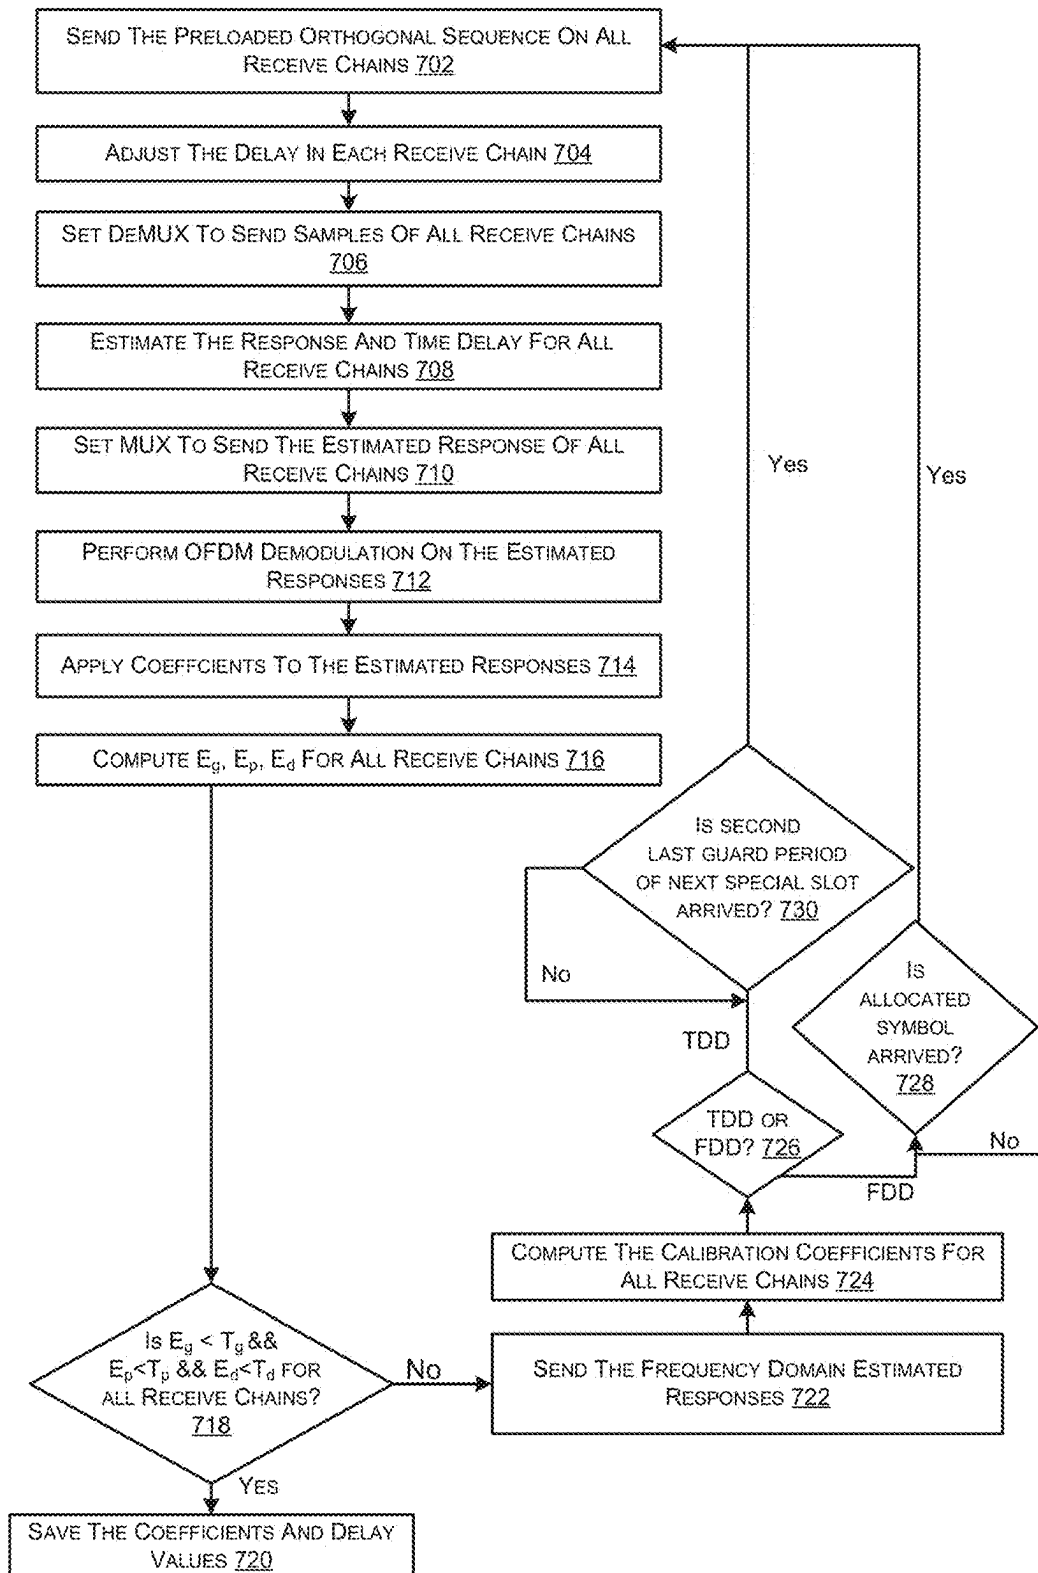 SEND THE PRELOADED ORTHOGONAL SEQUENCE ON ALL
RECEIVE CHAINS 702
ADJUST THE DELAY IN EACH RECEIVE CHAIN 704
SET DEMUX TO SEND SAMPLES OF ALL RECEIVE CHAINS
706
ESTIMATE THE RESPONSE AND TIME DELAY FOR ALL
RECEIVE CHAINS 708
SET MUX TO SEND THE ESTIMATED RESPONSE OF ALL
RECEIVE CHAINS 710
PERFORM OFDM DEMODULATION ON THE ESTIMATED
RESPONSES 712
APPLY COEFFCIENTS TO THE ESTIMATED RESPONSES 714
COMPUTE Eg, Ep, Ed FOR ALL RECEIVE CHAINS 716
Yes
Yes
IS SECOND
LAST GUARD PERIOD
OF NEXT SPECIAL SLOT
ARRIVED? 730
No
IS
ALLOCATED
SYMBOL
ARRIVED?
728
TDD
TDD OR
FDD? 726
No
FDD
COMPUTE THE CALIBRATION COEFFICIENTS FOR
ALL RECEIVE CHAINS 724
IS Eg < Tg &&
Ep<Tp && Ed<Td FOR
ALL RECEIVE CHAINS?
718
No
SEND THE FREQUENCY DOMAIN ESTIMATED
RESPONSES 722
YES
SAVE THE COEFFICIENTS AND DELAY
VALUES 720